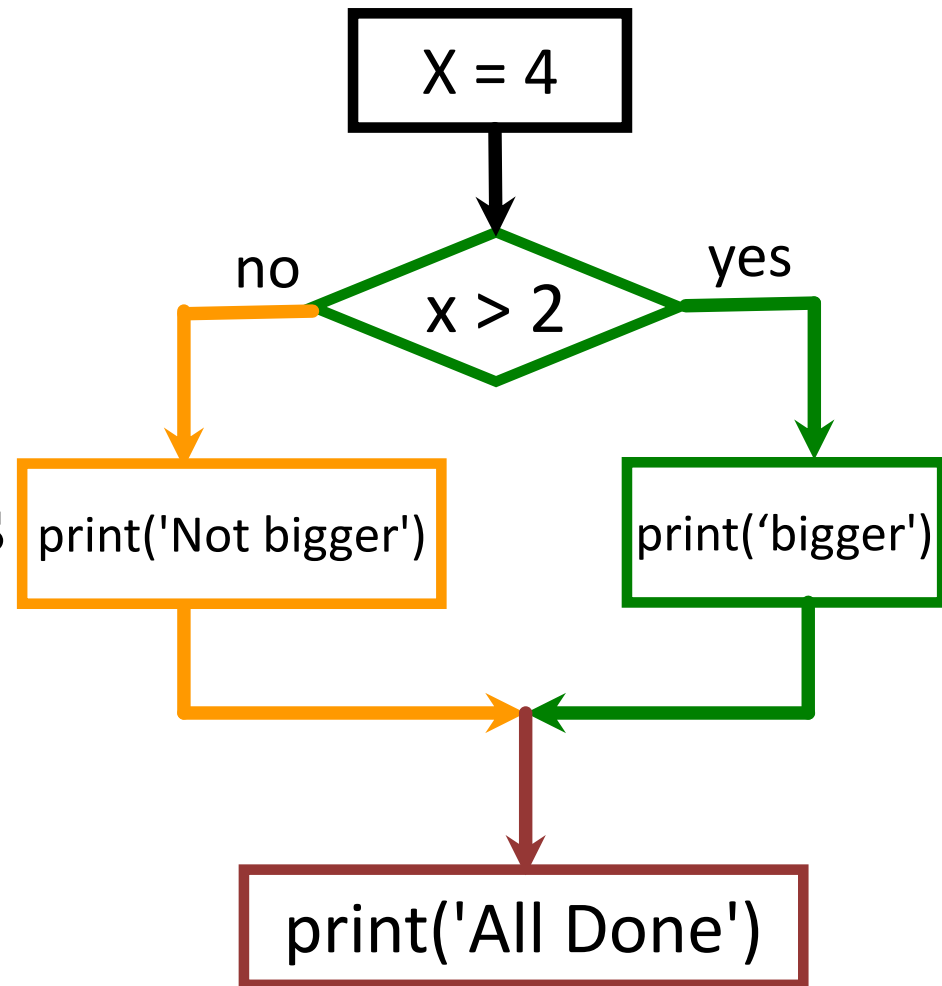 X = 4
no
yes
x > 2
print('Not bigger')
print(‘bigger')
print('All Done')